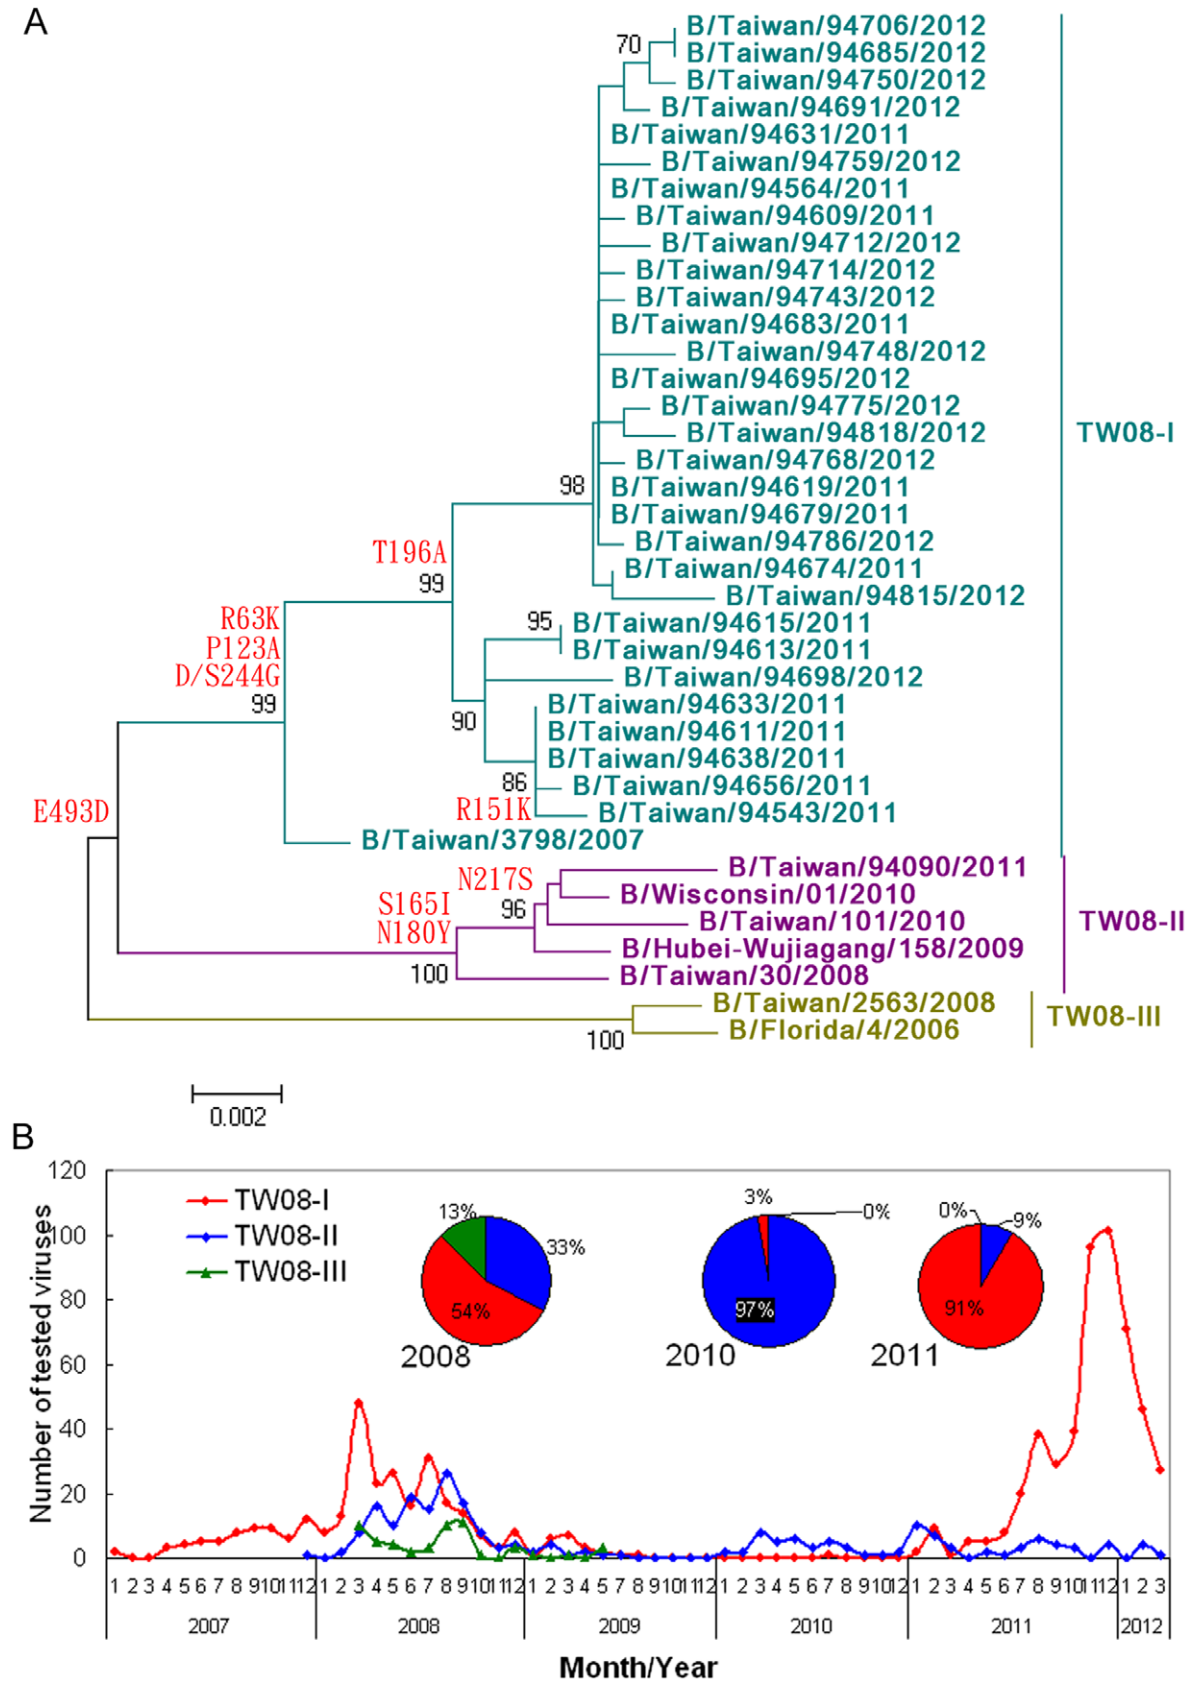 A
B/Taiwan/94706/2012
70
B/Taiwan/94685/2012
B/Taiwan/94750/2012
B/Taiwan/94691/2012
B/Taiwan/94631/2011
B/Taiwan/94759/2012
B/Taiwan/94564/2011
B/Taiwan/94609/2011
B/Taiwan/94712/2012
B/Taiwan/94714/2012
B/Taiwan/94743/2012
B/Taiwan/94683/2011
B/Taiwan/94748/2012
B/Taiwan/94695/2012
B/Taiwan/94775/2012
B/Taiwan/94818/2012
TW08-I
B/Taiwan/94768/2012
98
B/Taiwan/94619/2011
B/Taiwan/94679/2011
B/Taiwan/94786/2012
T196A
99
B/Taiwan/94674/2011
B/Taiwan/94815/2012
R63K
P123A
D/S244G
99
95
B/Taiwan/94615/2011
B/Taiwan/94613/2011
B/Taiwan/94698/2012
B/Taiwan/94633/2011
90
B/Taiwan/94611/2011
B/Taiwan/94638/2011
86
B/Taiwan/94656/2011
R151K
B/Taiwan/94543/2011
E493D
B/Taiwan/3798/2007
B/Taiwan/94090/2011
N217S
B/Wisconsin/01/2010
S165I
96
B/Taiwan/101/2010
TW08-II
N180Y
B/Hubei-Wujiagang/158/2009
100
B/Taiwan/30/2008
B/Taiwan/2563/2008
TW08-III
B/Florida/4/2006
100
0.002
B
120
100
80
60
40
20
0
Number of tested viruses
TW08-I
TW08-II
TW08-III
13%
33%
54%
2008
3%
0%
97%
2010
0%
9%
91%
2011
1 2 3 4 5 6 7 8 9 10 11 12 1 2 3 4 5 6 7 8 9 10 11 12 1 2 3 4 5 6 7 8 9 10 11 12 1 2 3 4 5 6 7 8 9 10 11 12 1 2 3 4 5 6 7 8 9 10 11 12 1 2 3
2007 2008 2009 2010 2011 2012
Month/Year